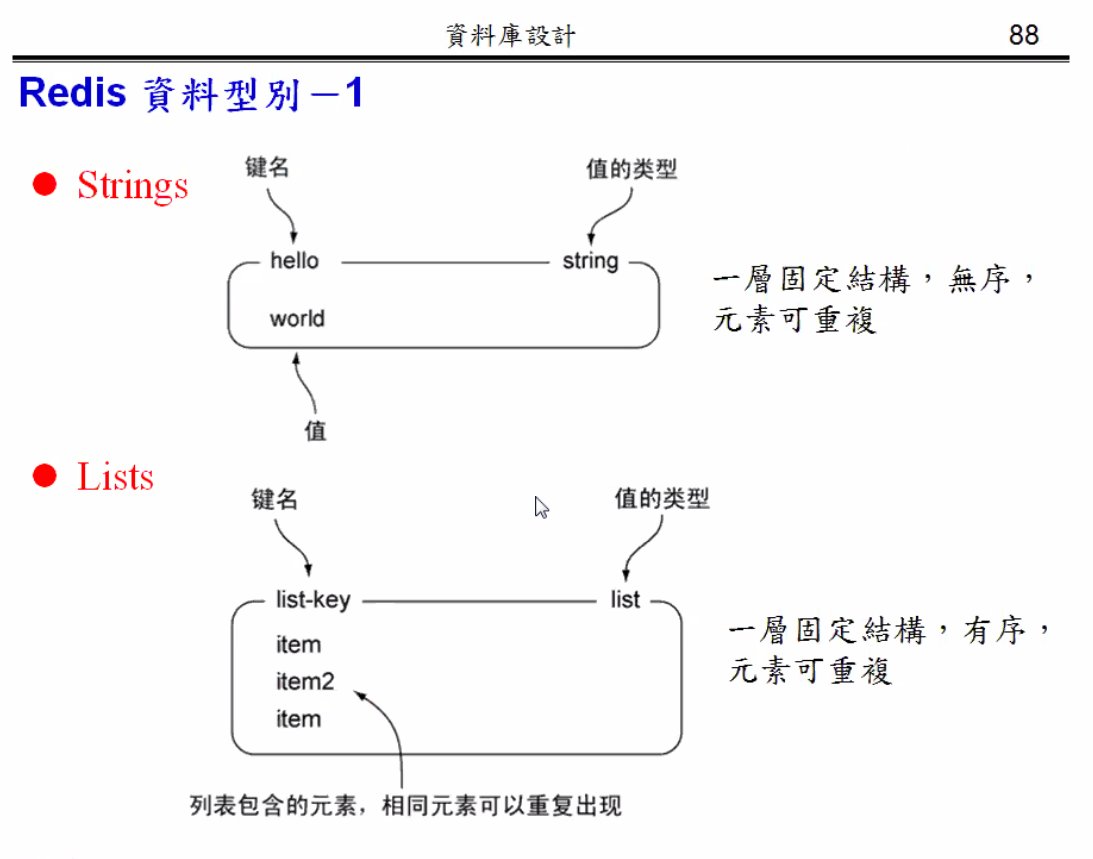 資料庫設計
88
Redis 資料型別－1
● Strings
键名
值的类型
hello
string
world
值
一層固定結構，無序，
元素可重複
● Lists
键名
值的类型
list-key
list
item
item2
item
一層固定結構，有序，
元素可重複
列表包含的元素，相同元素可以重复出现